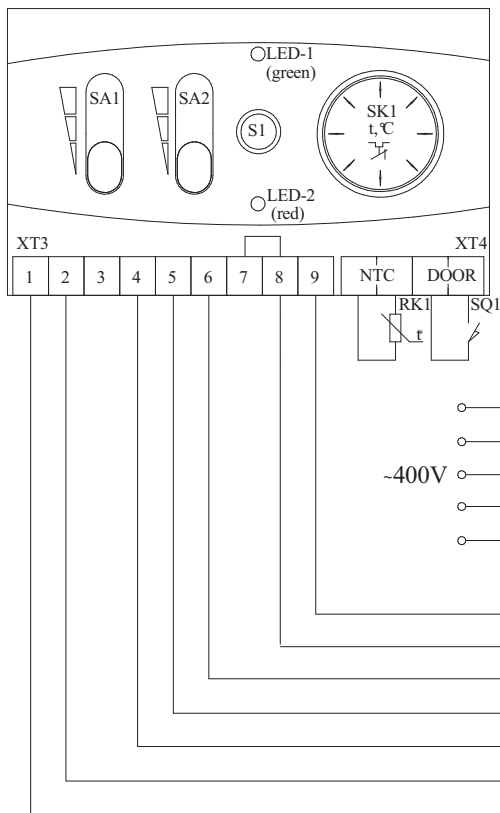 LED-1
(green)
SA1
SA2
S1
SK1
t,°C
LED-2
(red)
XT3
XT4
1 2 3 4 5 6 7 8 9 NTC DOOR
RK1
SQ1
t°
~400V